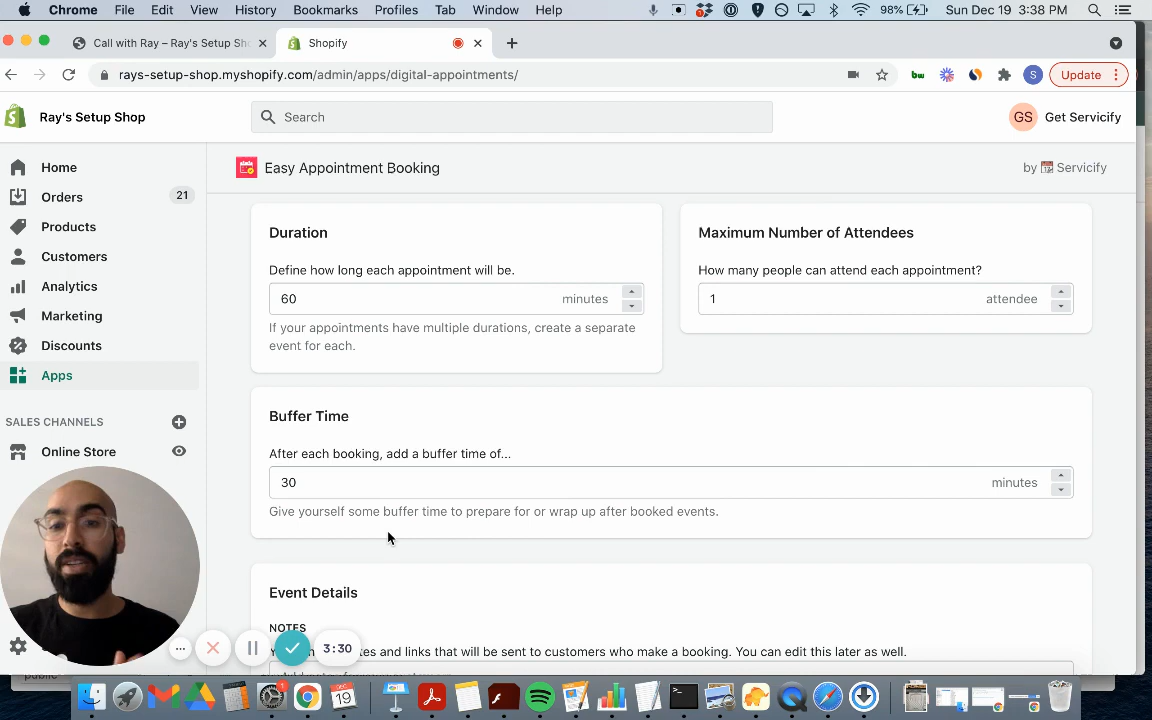 Chrome File Edit View History Bookmarks Profiles Tab Window Help 98% Sun Dec 19 3:38 PM
Call with Ray – Ray's Setup Sh
Shopify
rays-setup-shop.myshopify.com/admin/apps/digital-appointments/
bw
S
Update
Ray's Setup Shop
Search
GS Get Servicify
Home
Orders 21
Products
Customers
Analytics
Marketing
Discounts
Apps
SALES CHANNELS
Online Store
Easy Appointment Booking
by Servicify
Duration
Define how long each appointment will be.
60 minutes
If your appointments have multiple durations, create a separate
event for each.
Maximum Number of Attendees
How many people can attend each appointment?
1 attendee
Buffer Time
After each booking, add a buffer time of...
30 minutes
Give yourself some buffer time to prepare for or wrap up after booked events.
Event Details
NOTES
tes and links that will be sent to customers who make a booking. You can edit this later as well.
3:30
1
DEC
19